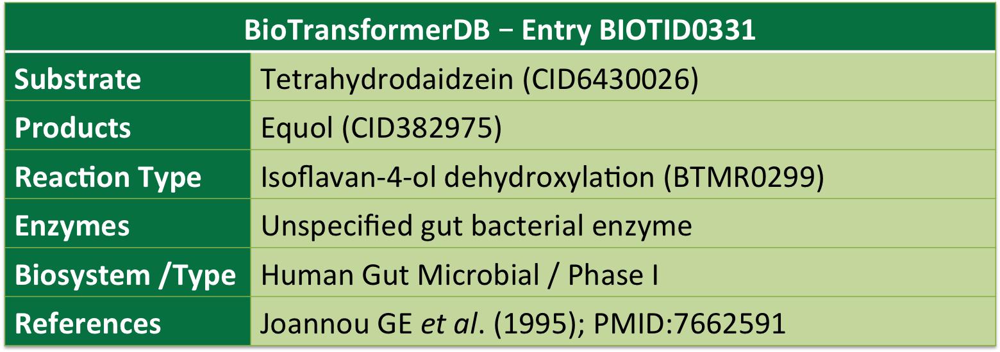 BioTransformerDB – Entry BIOTID0331
Substrate Tetrahydrodaidzein (CID6430026)
Products Equol (CID382975)
Reaction Type Isoflavan-4-ol dehydroxylation (BTMR0299)
Enzymes Unspecified gut bacterial enzyme
Biosystem /Type Human Gut Microbial / Phase I
References Joannou GE et al. (1995); PMID:7662591